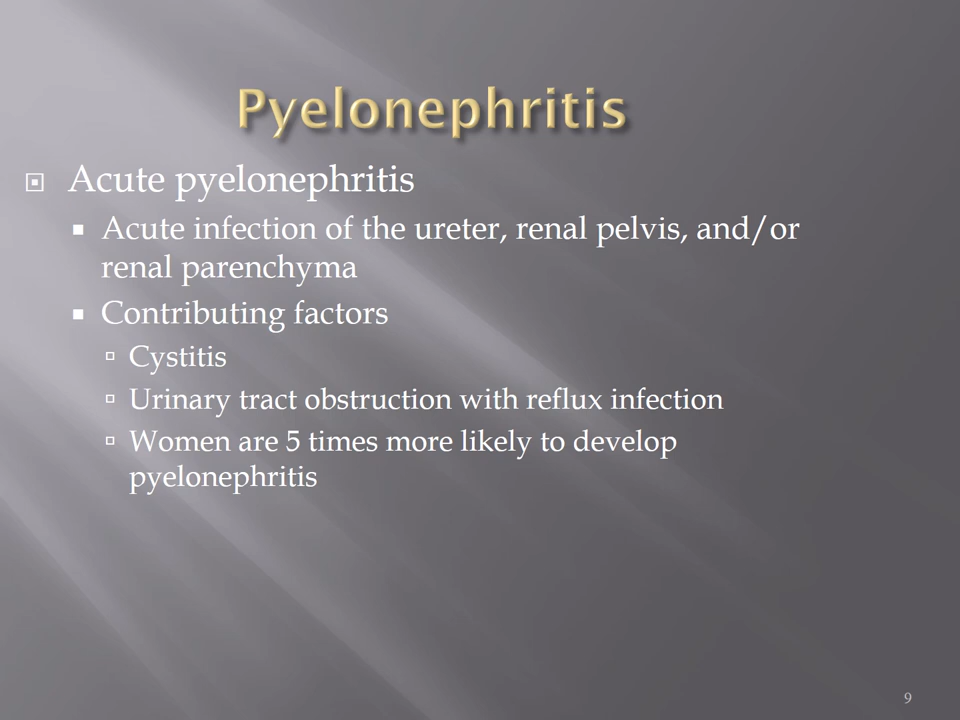 Pyelonephritis
Acute pyelonephritis
Acute infection of the ureter, renal pelvis, and/or
renal parenchyma
Contributing factors
Cystitis
Urinary tract obstruction with reflux infection
Women are 5 times more likely to develop
pyelonephritis
9